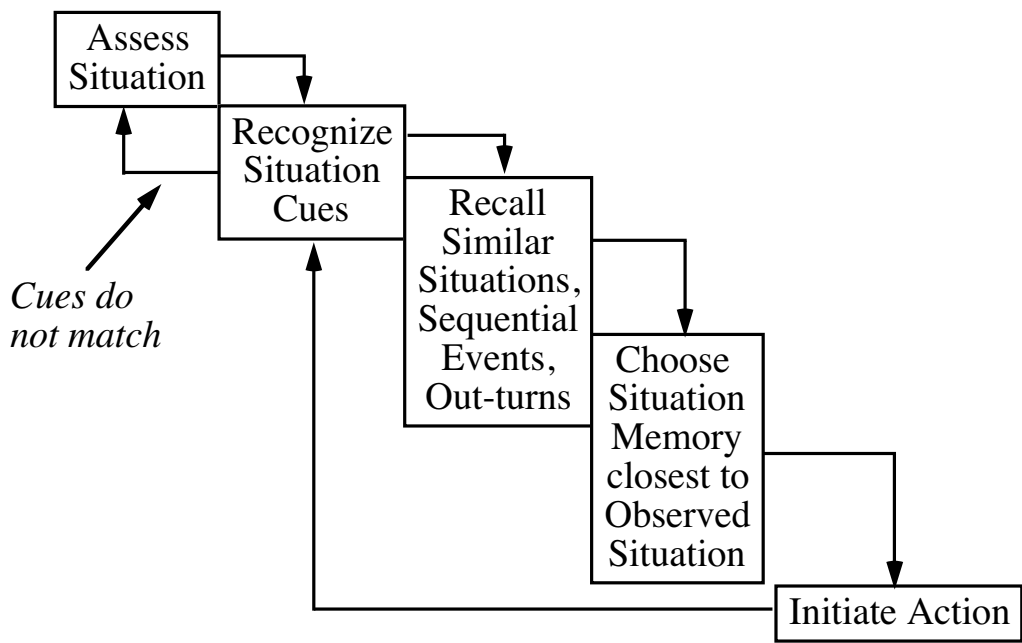 Assess
Situation
Recognize
Situation
Cues
Recall
Similar
Situations,
Sequential
Events,
Out-turns
Cues do
not match
Choose
Situation
Memory
closest to
Observed
Situation
Initiate Action